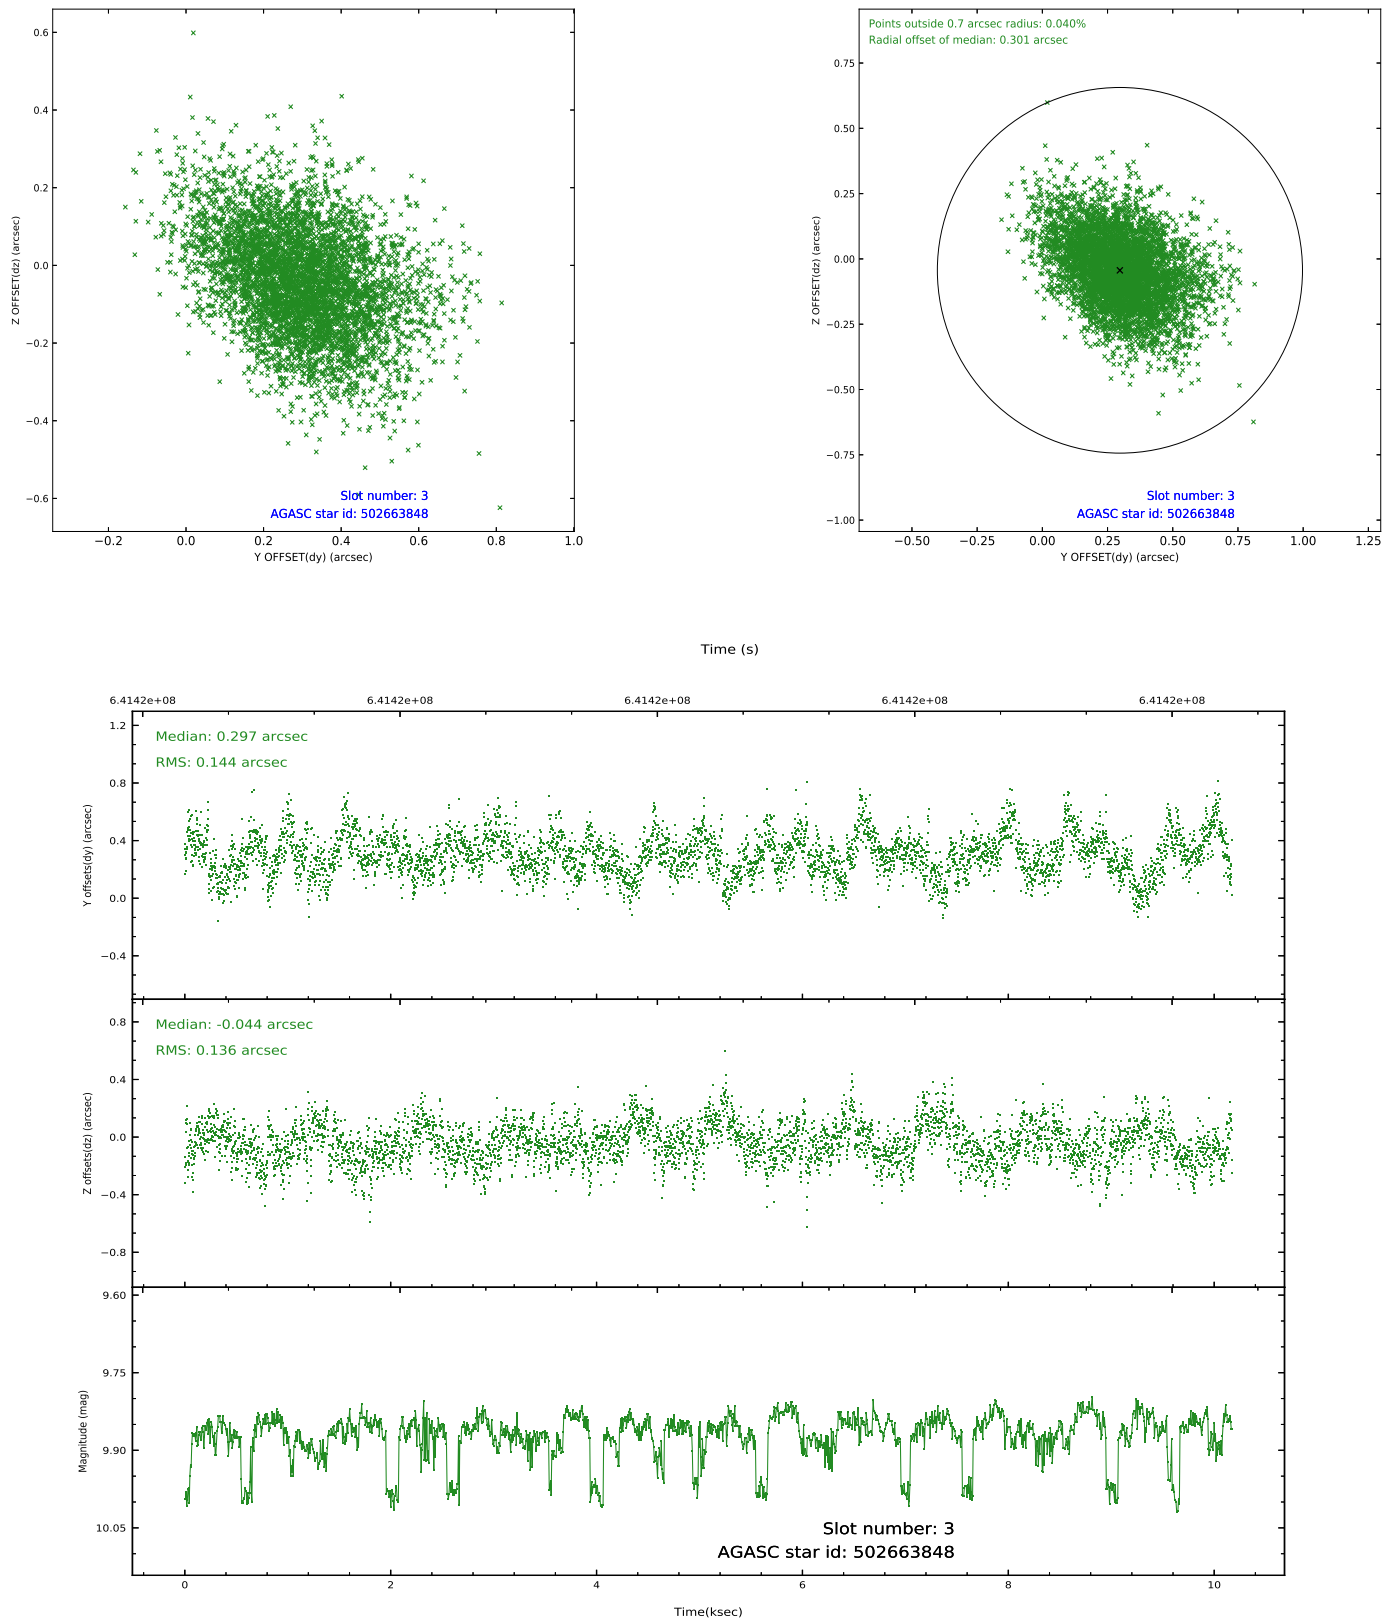 Points outside 0.7 arcsec radius: 0.040%
Radial offset of median: 0.301 arcsec
0.6
0.4
0.2
0.0
−0.2
−0.4
−0.6
Z OFFSET(dz) (arcsec)
Slot number: 3
AGASC star id: 502663848
−0.2 0.0 0.2 0.4 0.6 0.8 1.0
Y OFFSET(dy) (arcsec)
0.75
0.50
0.25
0.00
−0.25
−0.50
−0.75
−1.00
Z OFFSET(dz) (arcsec)
Slot number: 3
AGASC star id: 502663848
−0.50 −0.25 0.00 0.25 0.50 0.75 1.00 1.25
Y OFFSET(dy) (arcsec)
Time (s)
6.4142e+08 6.4142e+08 6.4142e+08 6.4142e+08 6.4142e+08
Median: 0.297 arcsec
RMS: 0.144 arcsec
1.2
0.8
0.4
0.0
−0.4
Y offsets(dy) (arcsec)
Median: -0.044 arcsec
RMS: 0.136 arcsec
0.8
0.4
0.0
−0.4
−0.8
Z offsets(dz) (arcsec)
9.60
9.75
9.90
10.05
Magnitude (mag)
Slot number: 3
AGASC star id: 502663848
0 2 4 6 8 10
Time(ksec)